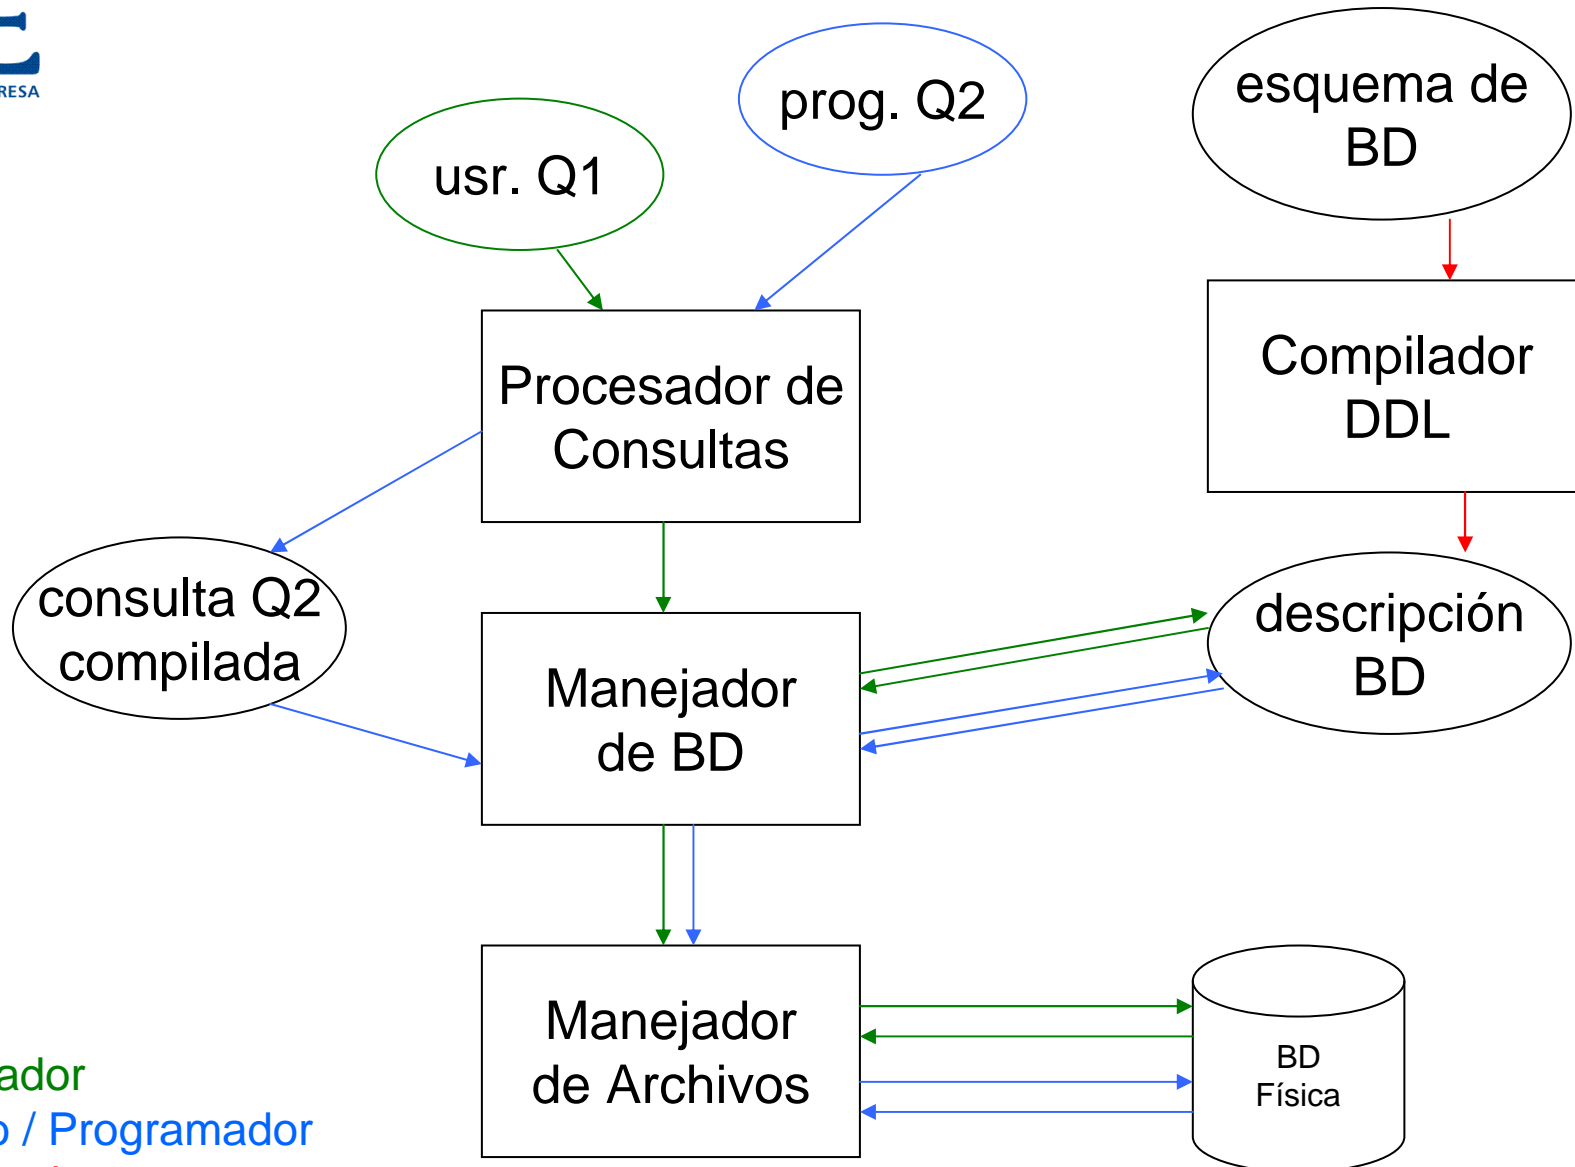 RESA
usr. Q1
prog. Q2
esquema de
BD
Procesador de
Consultas
Compilador
DDL
consulta Q2
compilada
Manejador
de BD
descripción
BD
Manejador
de Archivos
BD
Física
ador
o / Programador